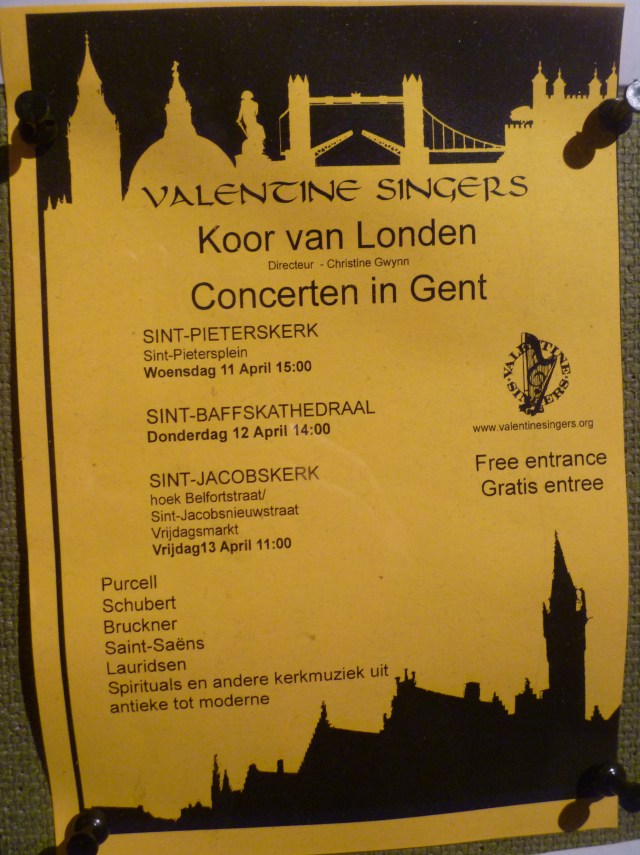 VALENTINE SINGERS
Koor van Londen
Directeur - Christine Gwynn
Concerten in Gent
SINT-PIETERSKERK
Sint-Pietersplein
Woensdag 11 April 15:00
SINT-BAFFSKATHEDRAAL
Donderdag 12 April 14:00
SINT-JACOBSKERK
hoek Belfortstraat/
Sint-Jacobsnieuwstraat
Vrijdagsmarkt
Vrijdag13 April 11:00
VALENTINE
SINGERS
www.valentinesingers.org
Free entrance
Gratis entree
Purcell
Schubert
Bruckner
Saint-Saëns
Lauridsen
Spirituals en andere kerkmuziek uit
antieke tot moderne